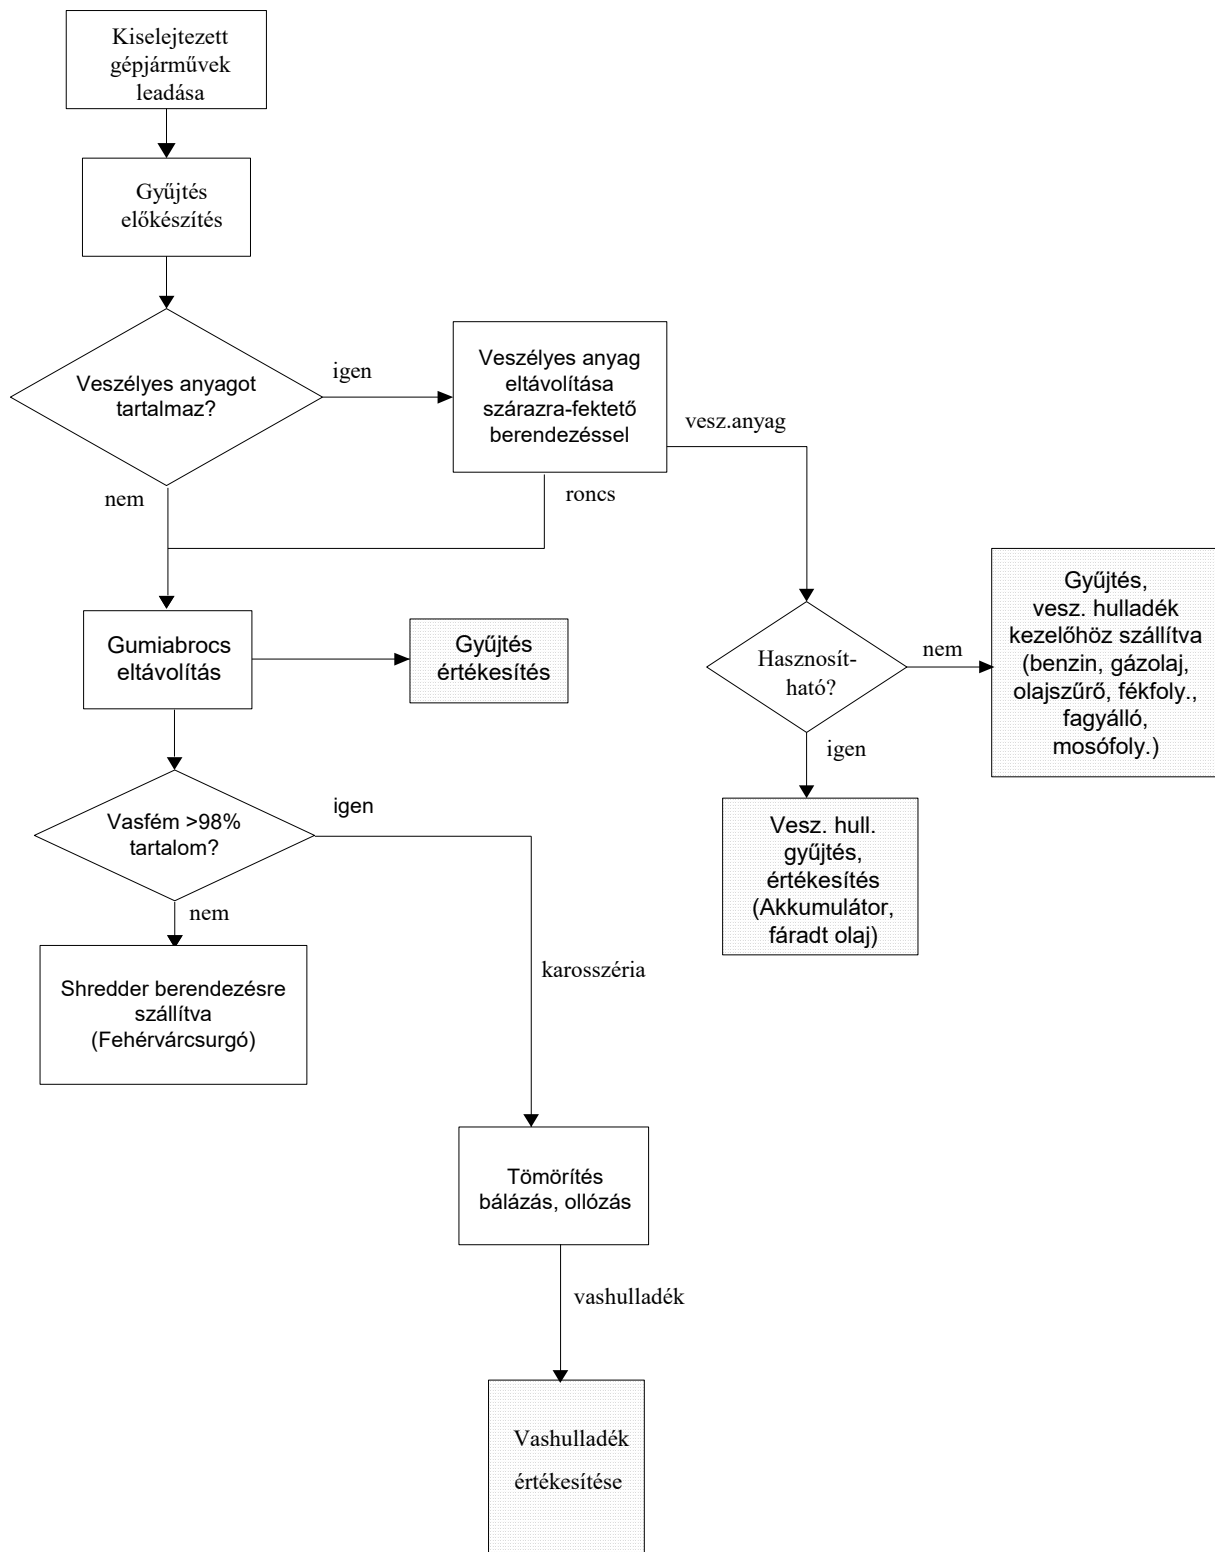 Kiselejtezett
gépjárművek
leadása
Gyűjtés
előkészítés
Veszélyes anyagot
tartalmaz?
igen
Veszélyes anyag
eltávolítása
szárazra-fektető
berendezéssel
vesz.anyag
nem
roncs
Gumiabrocs
eltávolítás
Gyűjtés
értékesítés
Hasznosít-
ható?
nem
Gyűjtés,
vesz. hulladék
kezelőhöz szállítva
(benzin, gázolaj,
olajszűrő, fékfoly.,
fagyálló,
mosófoly.)
igen
Vesz. hull.
gyűjtés,
értékesítés
(Akkumulátor,
fáradt olaj)
Vasfém >98%
tartalom?
igen
nem
karosszéria
Shredder berendezésre
szállítva
(Fehérvárcsurgó)
Tömörítés
bálázás, ollózás
vashulladék
Vashulladék
értékesítése